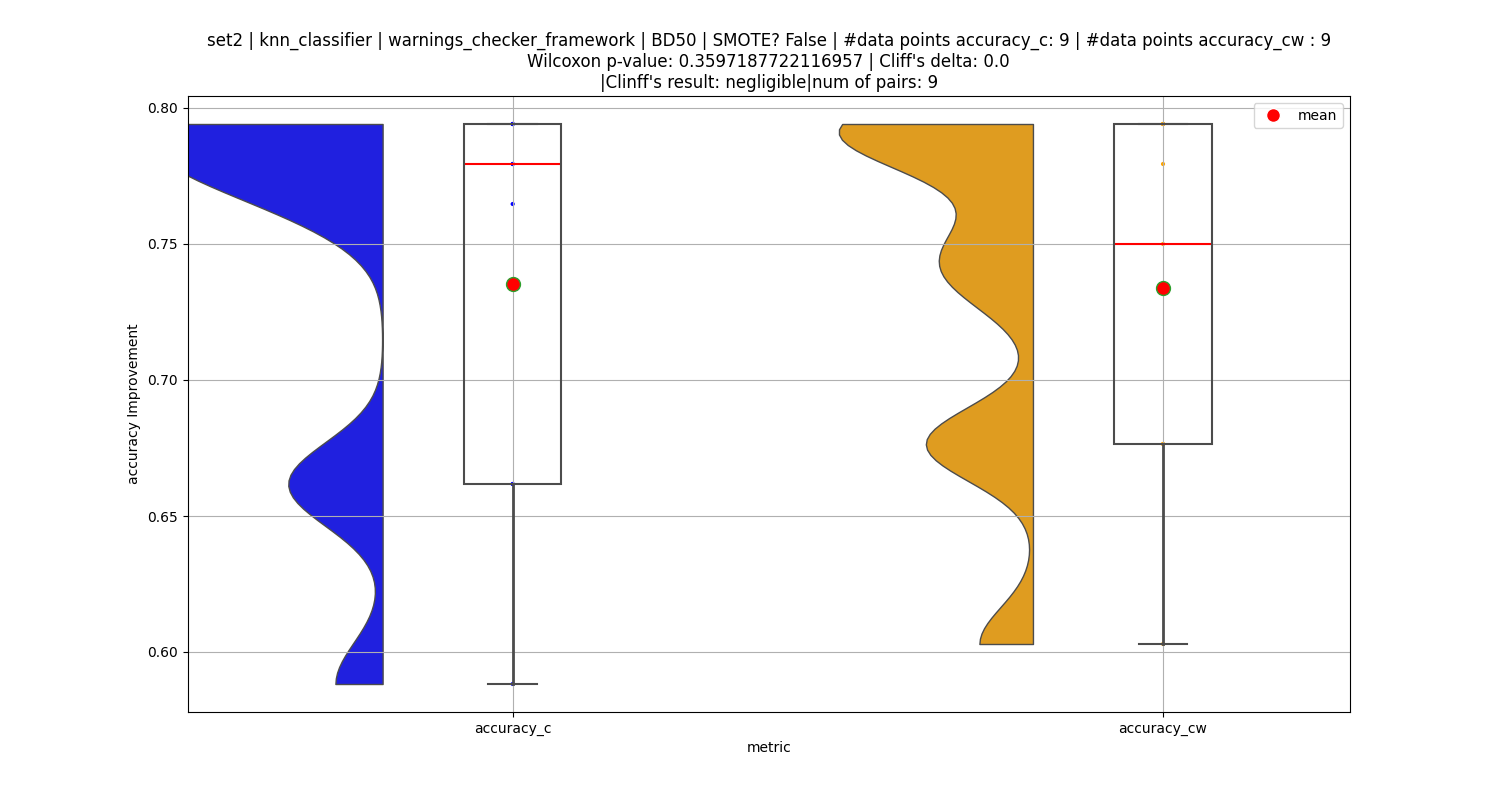 set2 | knn_classifier | warnings_checker_framework | BD50 | SMOTE? False | #data points accuracy_c: 9 | #data points accuracy_cw : 9
Wilcoxon p-value: 0.3597187722116957 | Cliff's delta: 0.0
|Clinff's result: negligible|num of pairs: 9
mean
0.80
0.75
0.70
0.65
0.60
accuracy Improvement
accuracy_c
accuracy_cw
metric